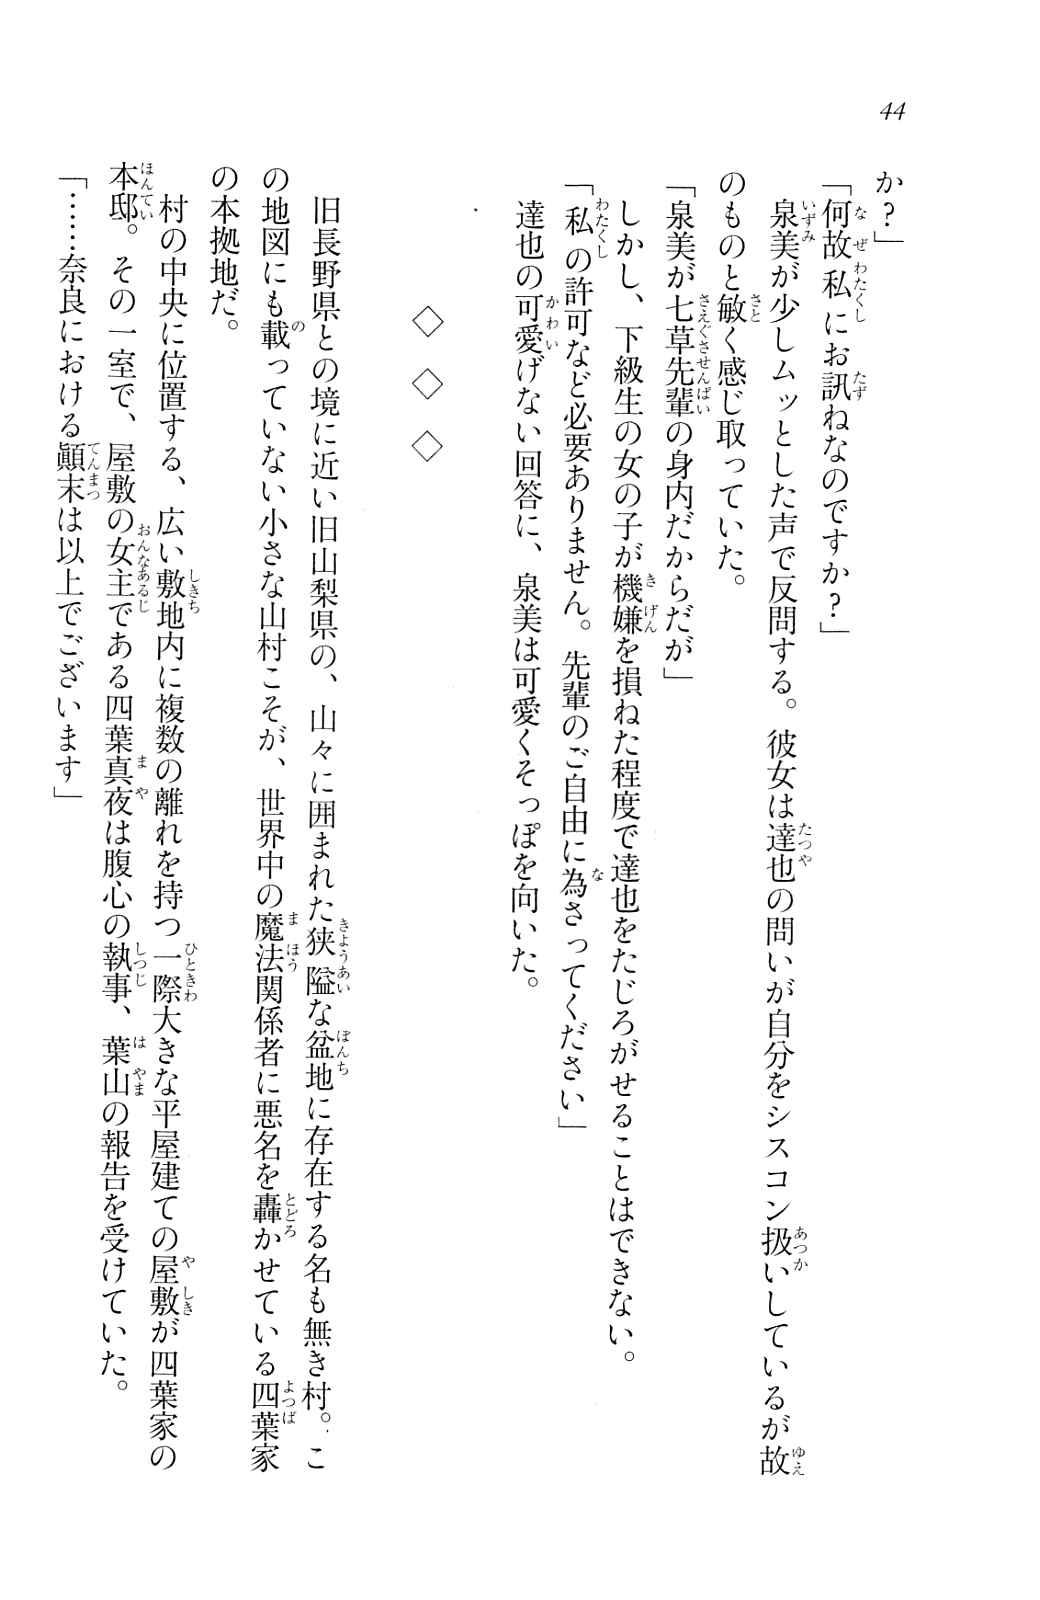 44
か?」
「何故私にお訊ねなのですか?」
泉美が少しムッとした声で反問する。彼女は達也の問いが自分をシスコン扱いしているが故
のものと敏く感じ取っていた。
「泉美が七草先輩の身内だからだが」
しかし、下級生の女の子が機嫌を損ねた程度で達也をたじろがせることはできない。
「私の許可など必要ありません。先輩のご自由に為さってください」
達也の可愛げない回答に、泉美は可愛くそっぽを向いた。
◇ ◇ ◇
旧長野県との境に近い旧山梨県の、山々に囲まれた狭隘な盆地に存在する名も無き村。こ
の地図にも載っていない小さな山村こそが、世界中の魔法関係者に悪名を轟かせている四葉家
の本拠地だ。
村の中央に位置する、広い敷地内に複数の離れを持つ一際大きな平屋建ての屋敷が四葉家の
本邸。その一室で、屋敷の女主である四葉真夜は腹心の執事、葉山の報告を受けていた。
「……奈良における顚末は以上でございます」